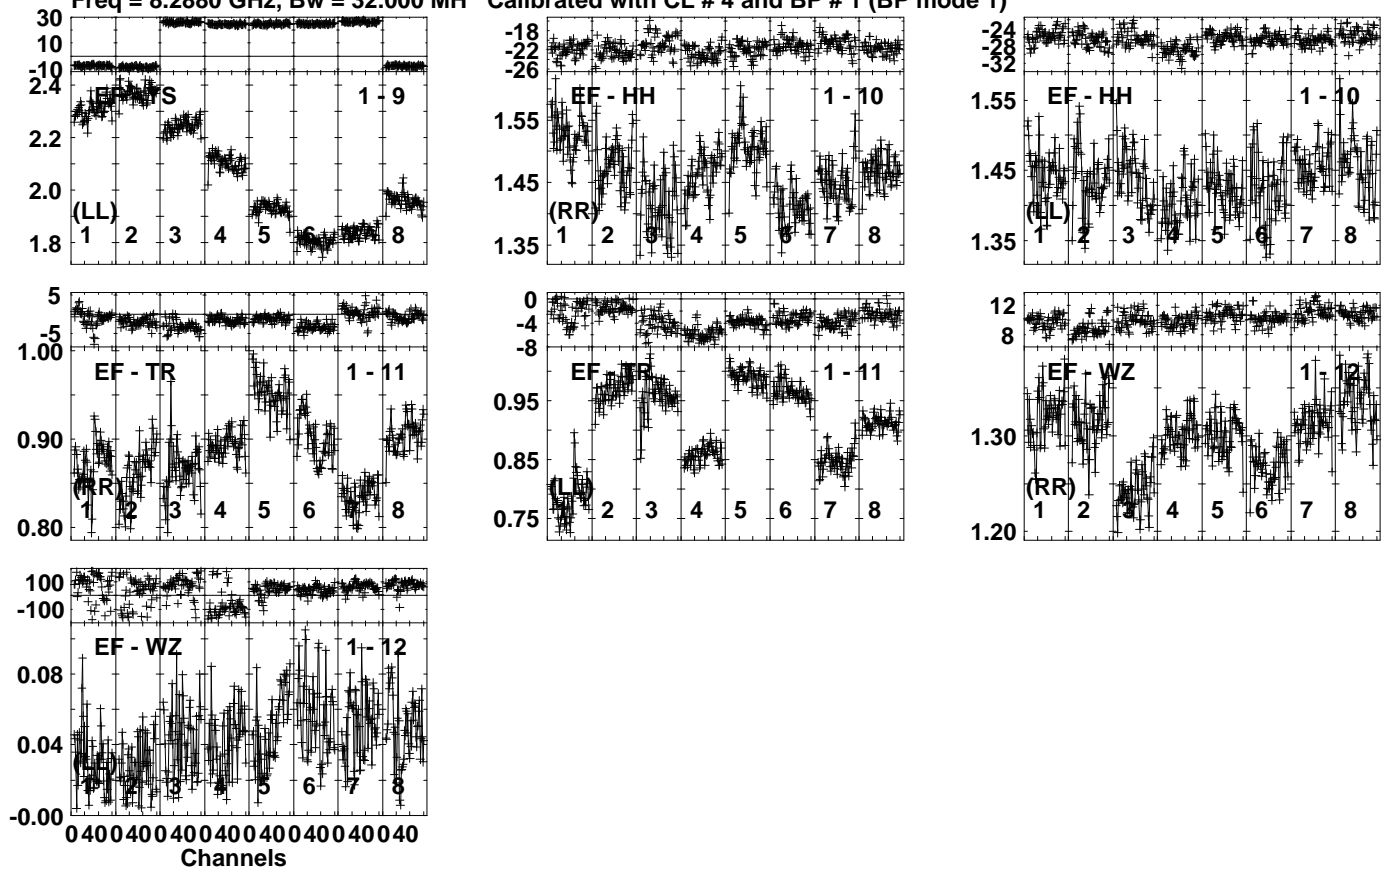 Freq = 8.2880 GHz, Bw = 32.000 MH Calibrated with CL # 4 and BP # 1 (BP mode 1)
30
10
-10
2.4
2.2
2.0
1.8
1 - 9
(LL)
1 2 3 4 5 6 7 8
-18
-22
-26
1.55
1.45
1.35
EF - HH 1 - 10
(RR)
1 2 3 4 5 6 7 8
-24
-28
-32
1.55
1.45
1.35
EF - HH 1 - 10
(LL)
1 2 3 4 5 6 7 8
5
-5
1.00
0.90
0.80
EF - TR 1 - 11
(RR)
1 2 3 4 5 6 7 8
0
-4
-8
0.95
0.85
0.75
EF - TR 1 - 11
(LL)
1 2 3 4 5 6 7 8
12
8
1.30
1.20
EF - WZ 1 - 12
(RR)
1 2 3 4 5 6 7 8
100
-100
0.08
0.04
-0.00
EF - WZ 1 - 12
(LL)
1 2 3 4 5 6 7 8
0 40 0 40 0 40 0 40 0 40 0 40 0 40 0 40
Channels